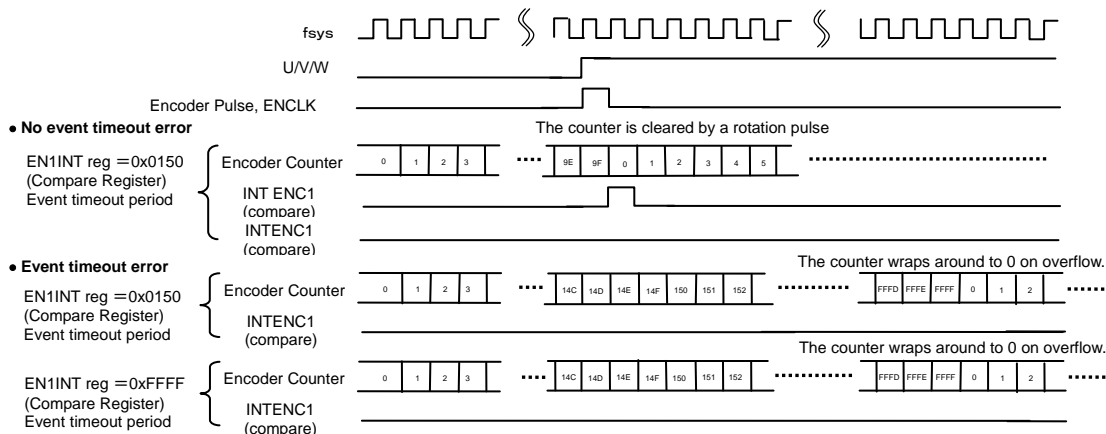 fsys
U/V/W
Encoder Pulse, ENCLK
• No event timeout error
The counter is cleared by a rotation pulse
EN1INT reg =0x0150
(Compare Register)
Event timeout period
Encoder Counter
0 1 2 3 9E 9F 0 1 2 3 4 5
INT ENC1
(compare)
INTENC1
(compare)
• Event timeout error
The counter wraps around to 0 on overflow.
EN1INT reg =0x0150
(Compare Register)
Event timeout period
Encoder Counter
0 1 2 3 14C 14D 14E 14F 150 151 152 FFFD FFFE FFFF 0 1 2
INTENC1
(compare)
The counter wraps around to 0 on overflow.
EN1INT reg =0xFFFF
(Compare Register)
Event timeout period
Encoder Counter
0 1 2 3 14C 14D 14E 14F 150 151 152 FFFD FFFE FFFF 0 1 2
INTENC1
(compare)